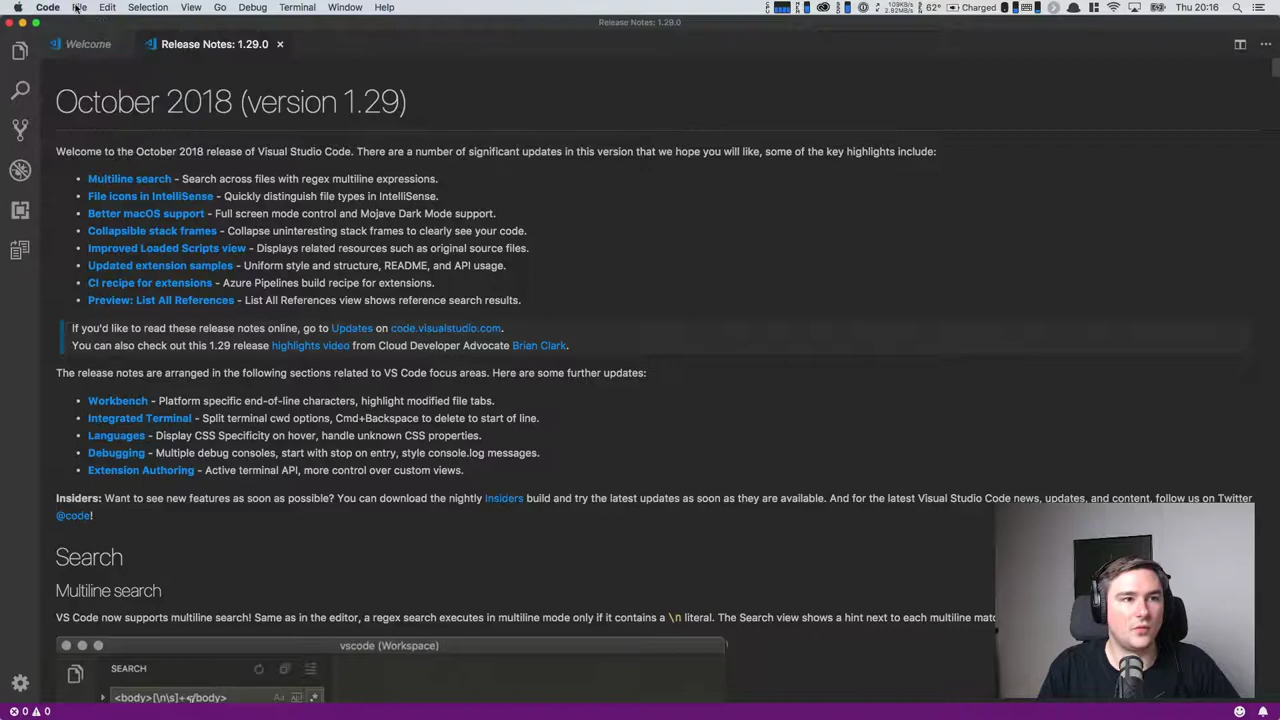 Code File Edit Selection View Go Debug Terminal Window Help
109KB 2.92MB/s 62° Charged Thu 20:16
Release Notes: 1.29.0
Welcome Release Notes: 1.29.0 ×
October 2018 (version 1.29)
Welcome to the October 2018 release of Visual Studio Code. There are a number of significant updates in this version that we hope you will like, some of the key highlights include:
• Multiline search - Search across files with regex multiline expressions.
• File icons in IntelliSense - Quickly distinguish file types in IntelliSense.
• Better macOS support - Full screen mode control and Mojave Dark Mode support.
• Collapsible stack frames - Collapse uninteresting stack frames to clearly see your code.
• Improved Loaded Scripts view - Displays related resources such as original source files.
• Updated extension samples - Uniform style and structure, README, and API usage.
• CI recipe for extensions - Azure Pipelines build recipe for extensions.
• Preview: List All References - List All References view shows reference search results.
If you'd like to read these release notes online, go to Updates on code.visualstudio.com.
You can also check out this 1.29 release highlights video from Cloud Developer Advocate Brian Clark.
The release notes are arranged in the following sections related to VS Code focus areas. Here are some further updates:
• Workbench - Platform specific end-of-line characters, highlight modified file tabs.
• Integrated Terminal - Split terminal cwd options, Cmd+Backspace to delete to start of line.
• Languages - Display CSS Specificity on hover, handle unknown CSS properties.
• Debugging - Multiple debug consoles, start with stop on entry, style console.log messages.
• Extension Authoring - Active terminal API, more control over custom views.
Insiders: Want to see new features as soon as possible? You can download the nightly Insiders build and try the latest updates as soon as they are available. And for the latest Visual Studio Code news, updates, and content, follow us on Twitter
@code!
Search
Multiline search
VS Code now supports multiline search! Same as in the editor, a regex search executes in multiline mode only if it contains a \n literal. The Search view shows a hint next to each multiline
vscode (Workspace)
SEARCH
<body>[\n\s]+</body>
0 0